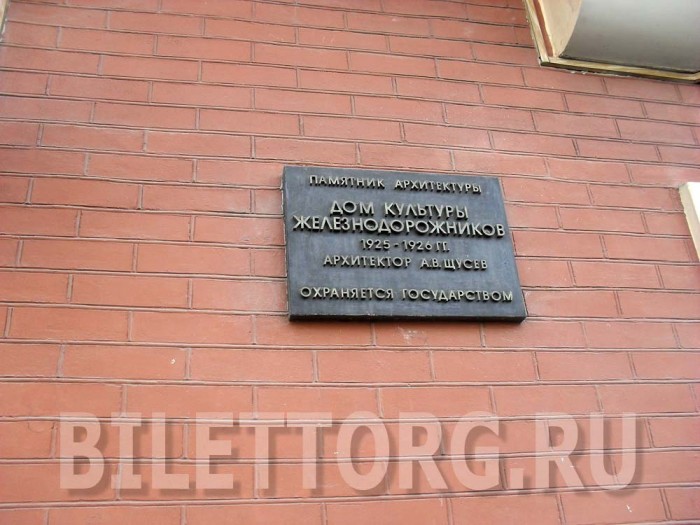 ПАМЯТНИК АРХИТЕКТУРЫ
ДОМ КУЛЬТУРЫ
ЖЕЛЕЗНОДОРОЖНИКОВ
1925-1926 ГГ.
АРХИТЕКТОР А.В.ЩУСЕВ
ОХРАНЯЕТСЯ ГОСУДАРСТВОМ
BILETTORG.RU